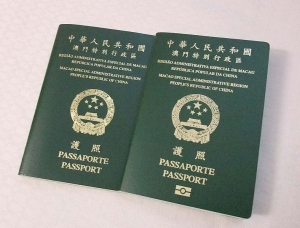 中華人民共和國
澳門特別行政區
REGIÃO ADMINISTRATIVA ESPECIAL DE MACAU
REPÚBLICA POPULAR DA CHINA
MACAO SPECIAL ADMINISTRATIVE REGION
PEOPLE'S REPUBLIC OF CHINA
護照
PASSAPORTE
PASSPORT
中華人民共和國
澳門特別行政區
REGIÃO ADMINISTRATIVA ESPECIAL DE MACAU
REPÚBLICA POPULAR DA CHINA
MACAO SPECIAL ADMINISTRATIVE REGION
PEOPLE'S REPUBLIC OF CHINA
護照
PASSAPORTE
PASSPORT